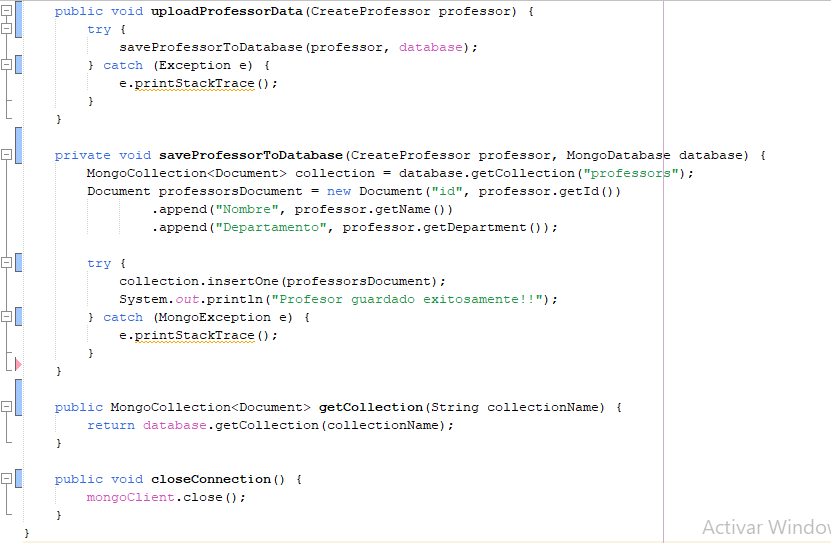 public void uploadProfessorData(CreateProfessor professor) {
try {
saveProfessorToDatabase(professor, database);
} catch (Exception e) {
e.printStackTrace();
}
}
private void saveProfessorToDatabase(CreateProfessor professor, MongoDatabase database) {
MongoCollection<Document> collection = database.getCollection("professors");
Document professorsDocument = new Document("id", professor.getId())
.append("Nombre", professor.getName())
.append("Departamento", professor.getDepartment());
try {
collection.insertOne(professorsDocument);
System.out.println("Profesor guardado exitosamente!!");
} catch (MongoException e) {
e.printStackTrace();
}
}
public MongoCollection<Document> getCollection(String collectionName) {
return database.getCollection(collectionName);
}
public void closeConnection() {
mongoClient.close();
}
}
Activar Window